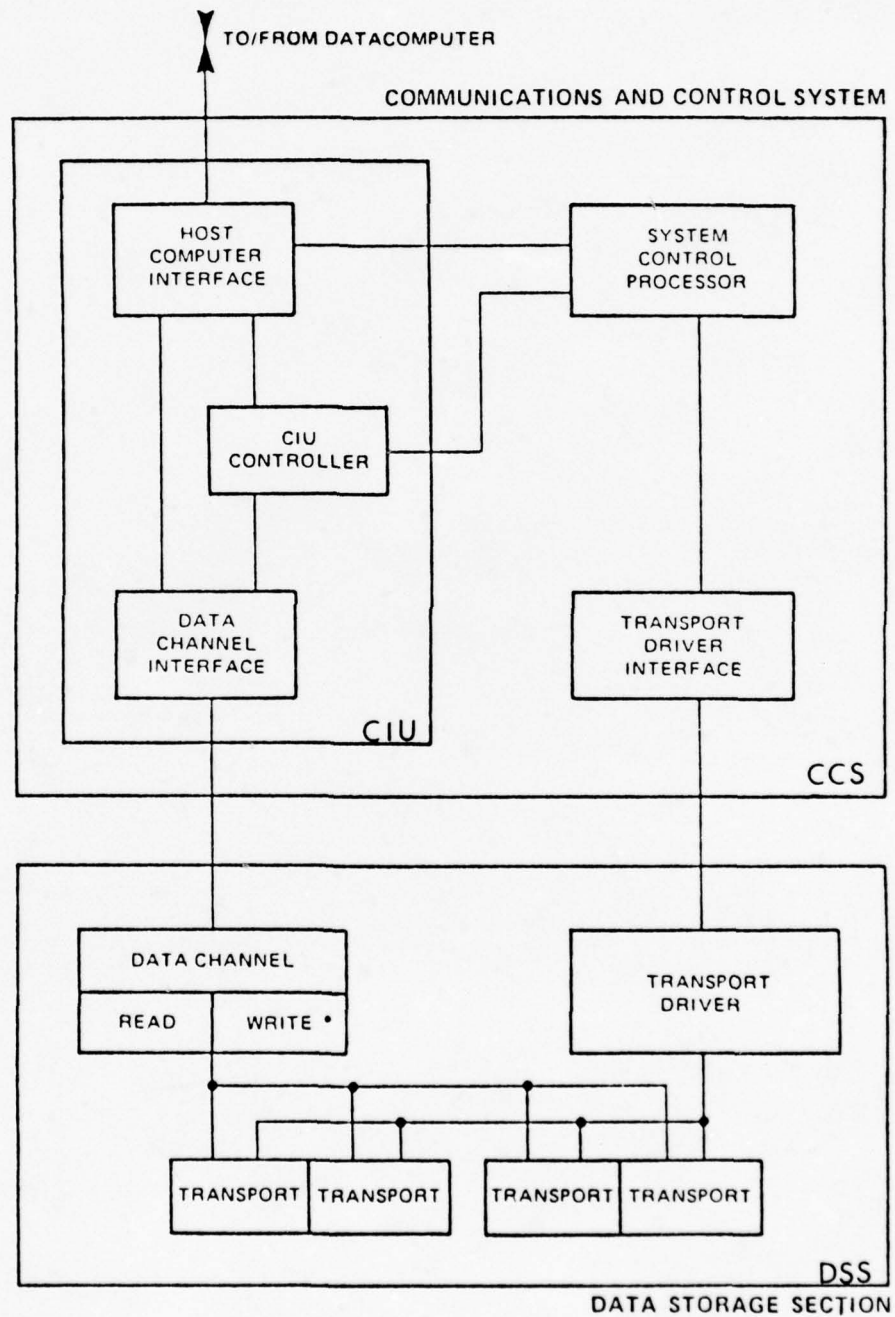 TO/FROM DATACOMPUTER
COMMUNICATIONS AND CONTROL SYSTEM
HOST
COMPUTER
INTERFACE
SYSTEM
CONTROL
PROCESSOR
CIU
CONTROLLER
DATA
CHANNEL
INTERFACE
TRANSPORT
DRIVER
INTERFACE
CIU
CCS
DATA CHANNEL
READ
WRITE *
TRANSPORT
DRIVER
TRANSPORT
TRANSPORT
TRANSPORT
TRANSPORT
DSS
DATA STORAGE SECTION